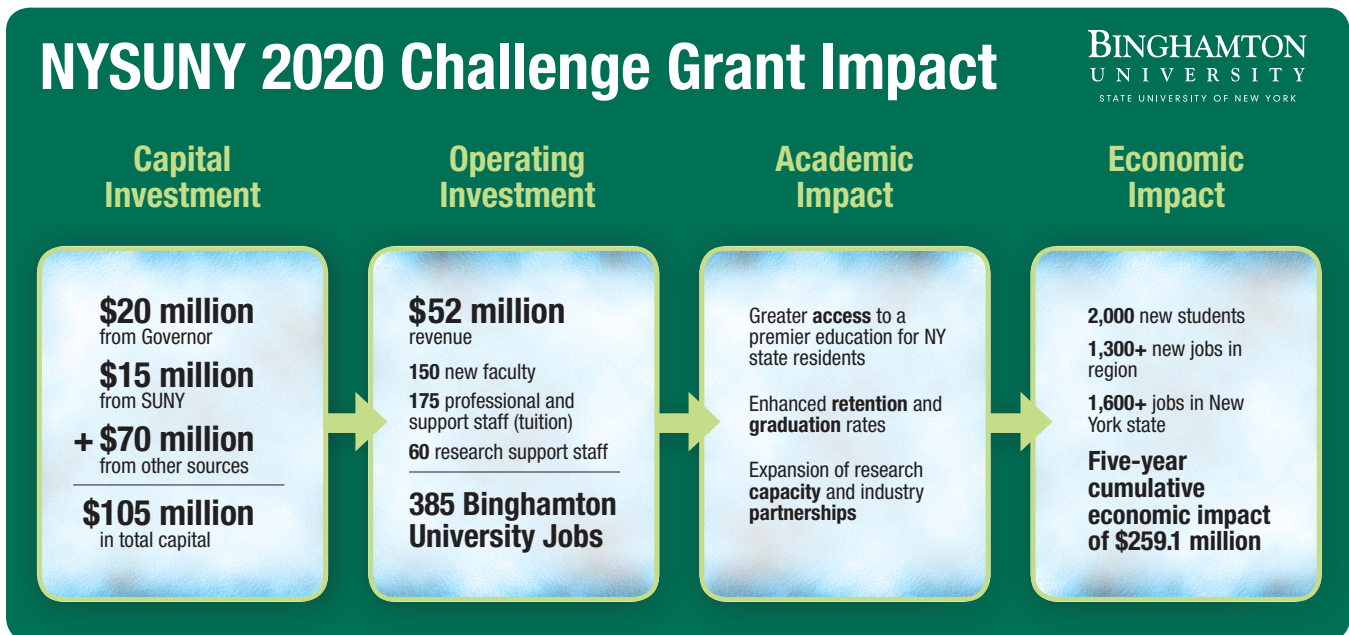 NYSUNY 2020 Challenge Grant Impact
BINGHAMTON
UNIVERSITY
STATE UNIVERSITY OF NEW YORK
Capital
Investment
$20 million
from Governor
$15 million
from SUNY
+ $70 million
from other sources
$105 million
in total capital
Operating
Investment
$52 million
revenue
150 new faculty
175 professional and
support staff (tuition)
60 research support staff
385 Binghamton
University Jobs
Academic
Impact
Greater access to a
premier education for NY
state residents
Enhanced retention and
graduation rates
Expansion of research
capacity and industry
partnerships
Economic
Impact
2,000 new students
1,300+ new jobs in
region
1,600+ jobs in New
York state
Five-year
cumulative
economic impact
of $259.1 million